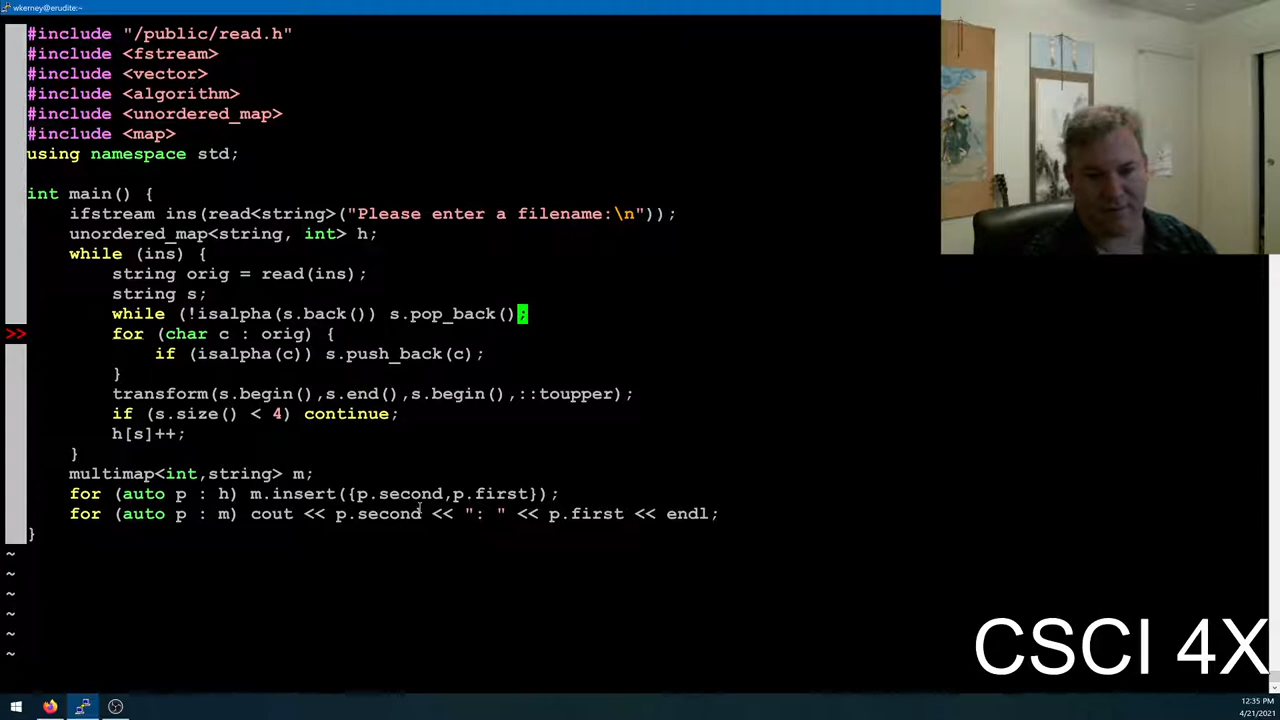 wkerney@erudite:~
#include "/public/read.h"
#include <fstream>
#include <vector>
#include <algorithm>
#include <unordered_map>
#include <map>
using namespace std;
int main() {
    ifstream ins(read<string>("Please enter a filename:\n"));
    unordered_map<string, int> h;
    while (ins) {
        string orig = read(ins);
        string s;
        while (!isalpha(s.back()) s.pop_back();
>>      for (char c : orig) {
            if (isalpha(c)) s.push_back(c);
        }
        transform(s.begin(),s.end(),s.begin(),::toupper);
        if (s.size() < 4) continue;
        h[s]++;
    }
    multimap<int,string> m;
    for (auto p : h) m.insert({p.second,p.first});
    for (auto p : m) cout << p.second << ": " << p.first << endl;
}
~
~
~
~
~
~
CSCI 4X
12:35 PM
4/21/2021